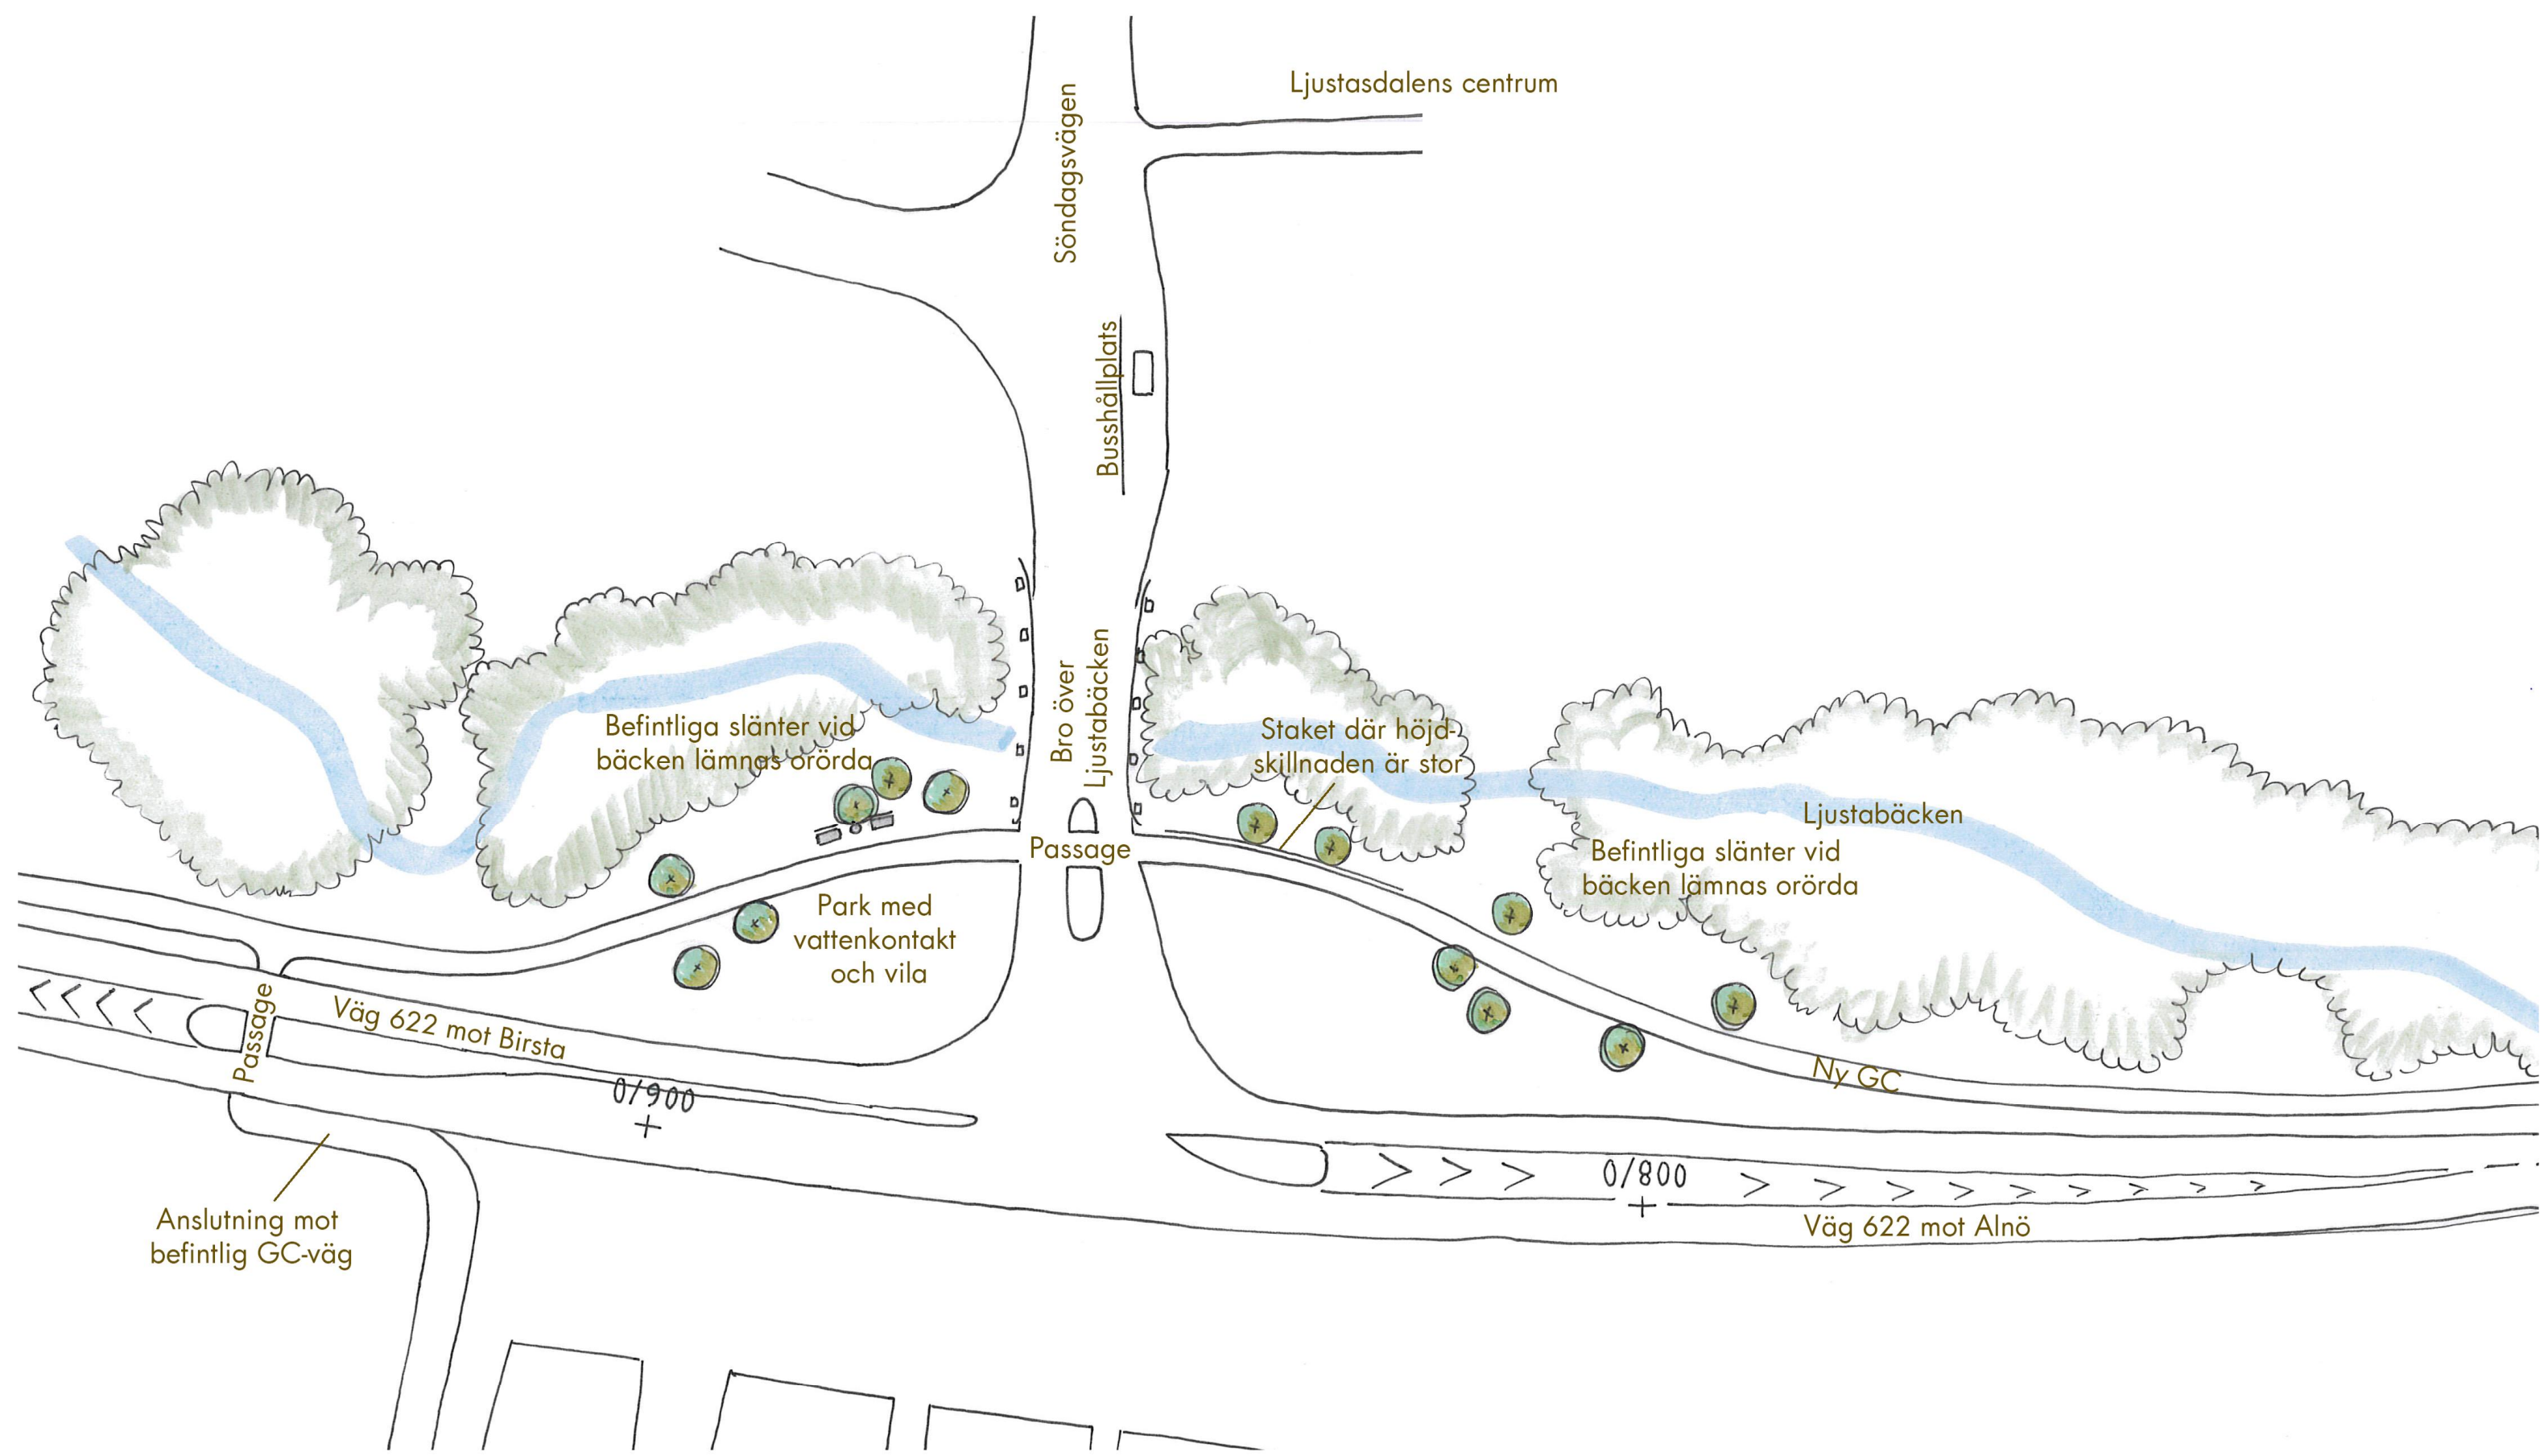 Ljustasdalens centrum
Söndagsvägen
Busshållplats
Bro över
Ljustabäcken
Befintliga slänter vid
bäcken lämnas orörda
Staket där höjd-
skillnaden är stor
Ljustabäcken
Befintliga slänter vid
bäcken lämnas orörda
Passage
Park med
vattenkontakt
och vila
Passage
Väg 622 mot Birsta
0/900
Ny GC
0/800
Väg 622 mot Alnö
Anslutning mot
befintlig GC-väg